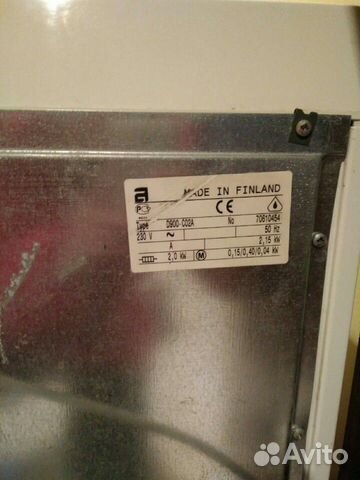 MADE IN FINLAND
CE
Type D900-C02A No 70610454
230 V ~ 50 Hz
A 2,15 kW
2,0 kW M 0,15/0,40/0,04 kW
Avito